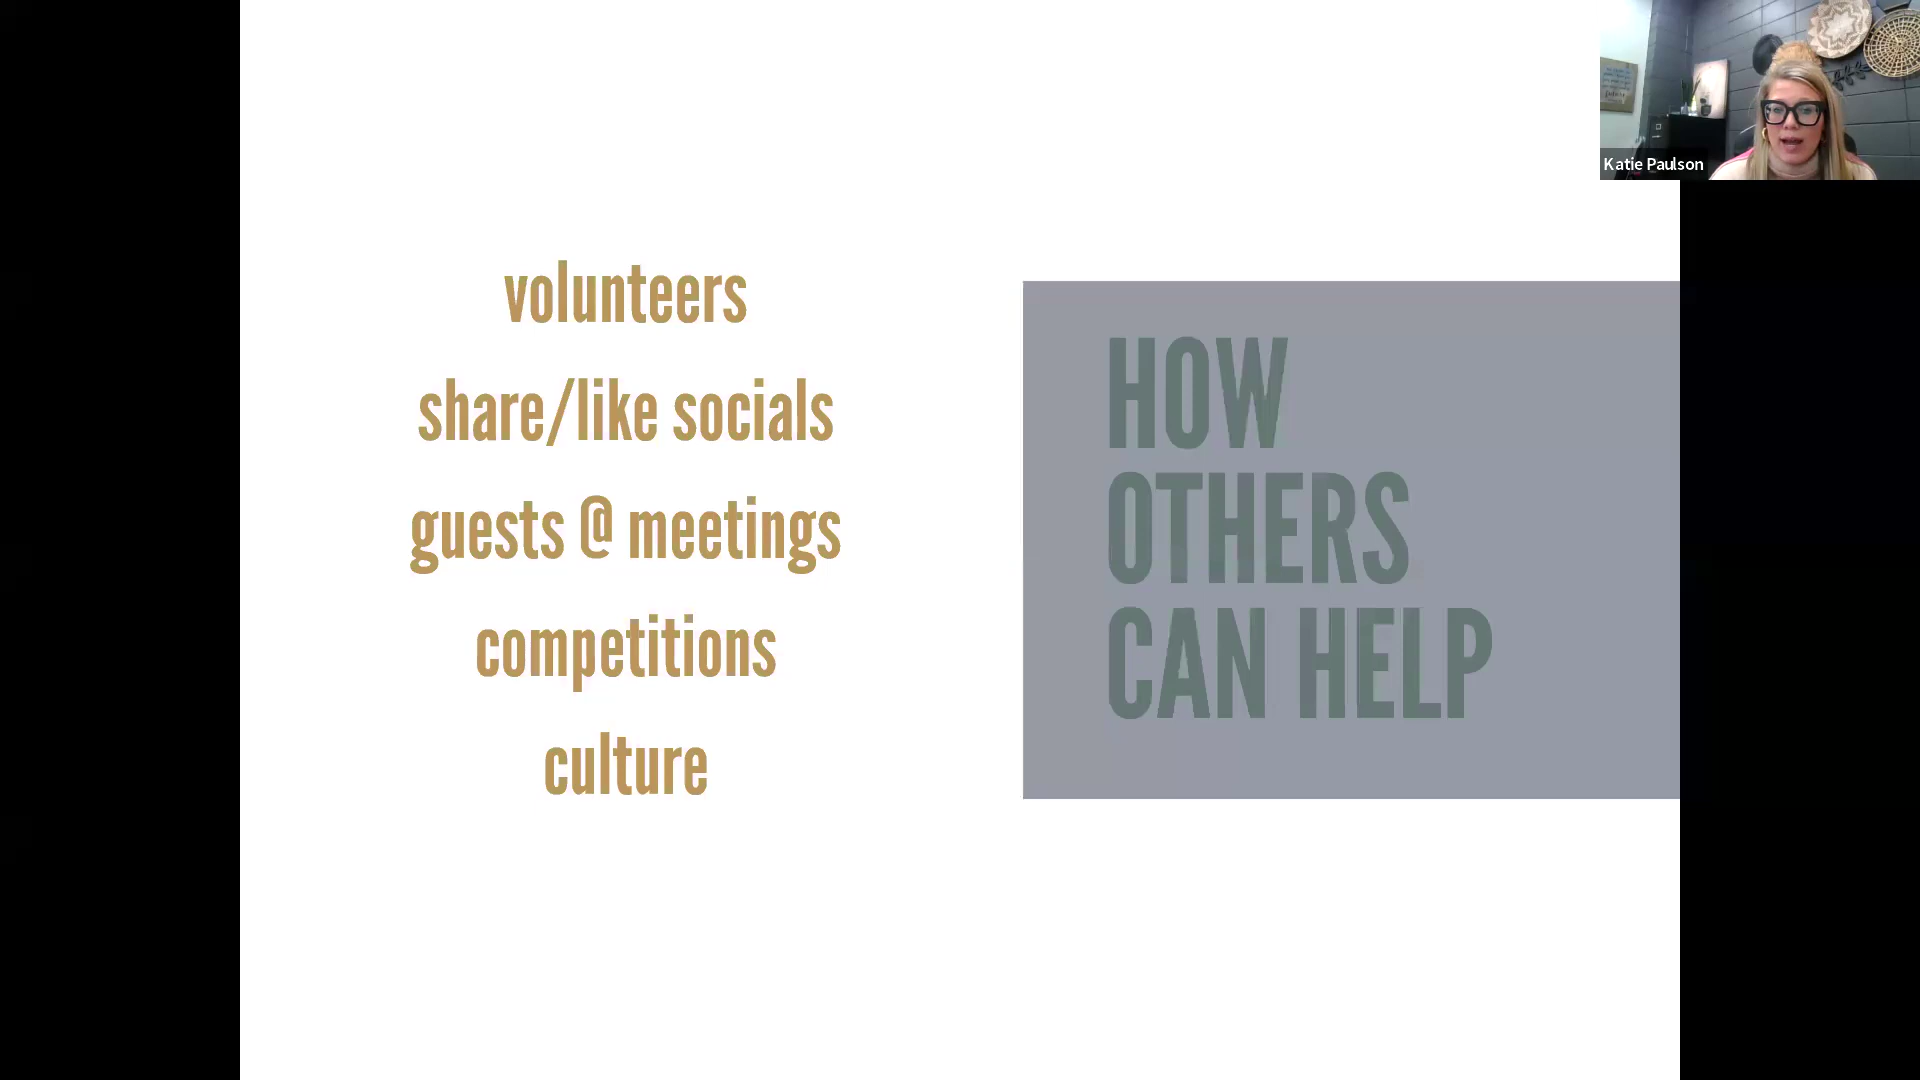 volunteers
share/like socials
guests @ meetings
competitions
culture
HOW
OTHERS
CAN HELP
Katie Paulson